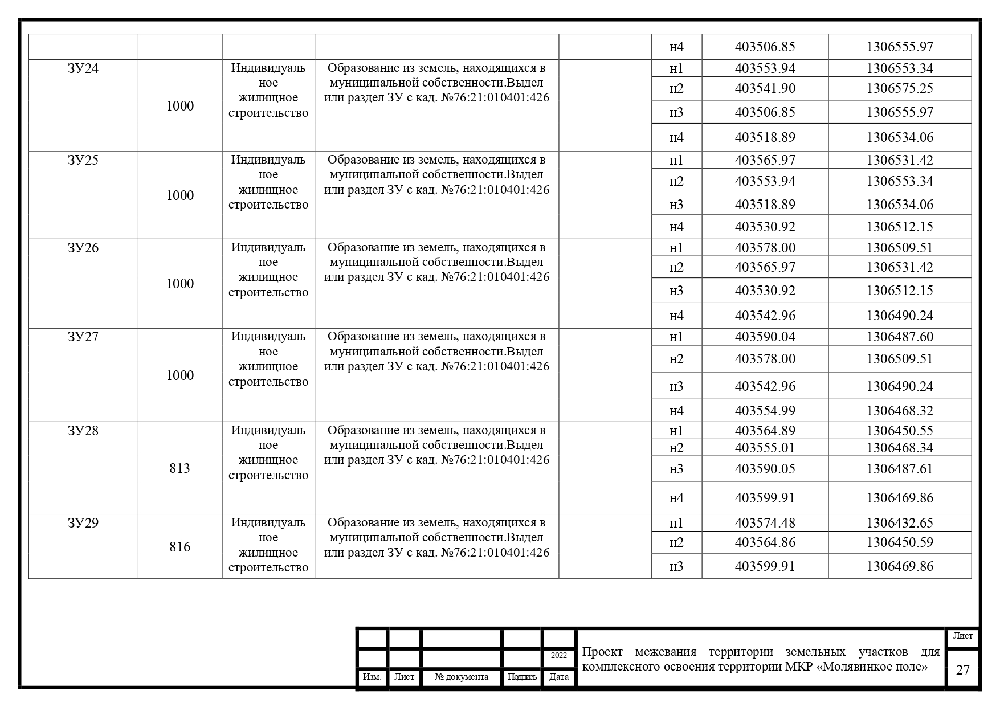 н4 403506.85 1306555.97
ЗУ24 1000 Индивидуаль
ное
жилищное
строительство
Образование из земель, находящихся в
муниципальной собственности.Выдел
или раздел ЗУ с кад. №76:21:010401:426
н1 403553.94 1306553.34
н2 403541.90 1306575.25
н3 403506.85 1306555.97
н4 403518.89 1306534.06
ЗУ25 1000 Индивидуаль
ное
жилищное
строительство
Образование из земель, находящихся в
муниципальной собственности.Выдел
или раздел ЗУ с кад. №76:21:010401:426
н1 403565.97 1306531.42
н2 403553.94 1306553.34
н3 403518.89 1306534.06
н4 403530.92 1306512.15
ЗУ26 1000 Индивидуаль
ное
жилищное
строительство
Образование из земель, находящихся в
муниципальной собственности.Выдел
или раздел ЗУ с кад. №76:21:010401:426
н1 403578.00 1306509.51
н2 403565.97 1306531.42
н3 403530.92 1306512.15
н4 403542.96 1306490.24
ЗУ27 1000 Индивидуаль
ное
жилищное
строительство
Образование из земель, находящихся в
муниципальной собственности.Выдел
или раздел ЗУ с кад. №76:21:010401:426
н1 403590.04 1306487.60
н2 403578.00 1306509.51
н3 403542.96 1306490.24
н4 403554.99 1306468.32
ЗУ28 813 Индивидуаль
ное
жилищное
строительство
Образование из земель, находящихся в
муниципальной собственности.Выдел
или раздел ЗУ с кад. №76:21:010401:426
н1 403564.89 1306450.55
н2 403555.01 1306468.34
н3 403590.05 1306487.61
н4 403599.91 1306469.86
ЗУ29 816 Индивидуаль
ное
жилищное
строительство
Образование из земель, находящихся в
муниципальной собственности.Выдел
или раздел ЗУ с кад. №76:21:010401:426
н1 403574.48 1306432.65
н2 403564.86 1306450.59
н3 403599.91 1306469.86
2022
Изм. Лист № документа Подпись Дата
Проект межевания территории земельных участков для
комплексного освоения территории МКР «Молявинкое поле»
Лист
27